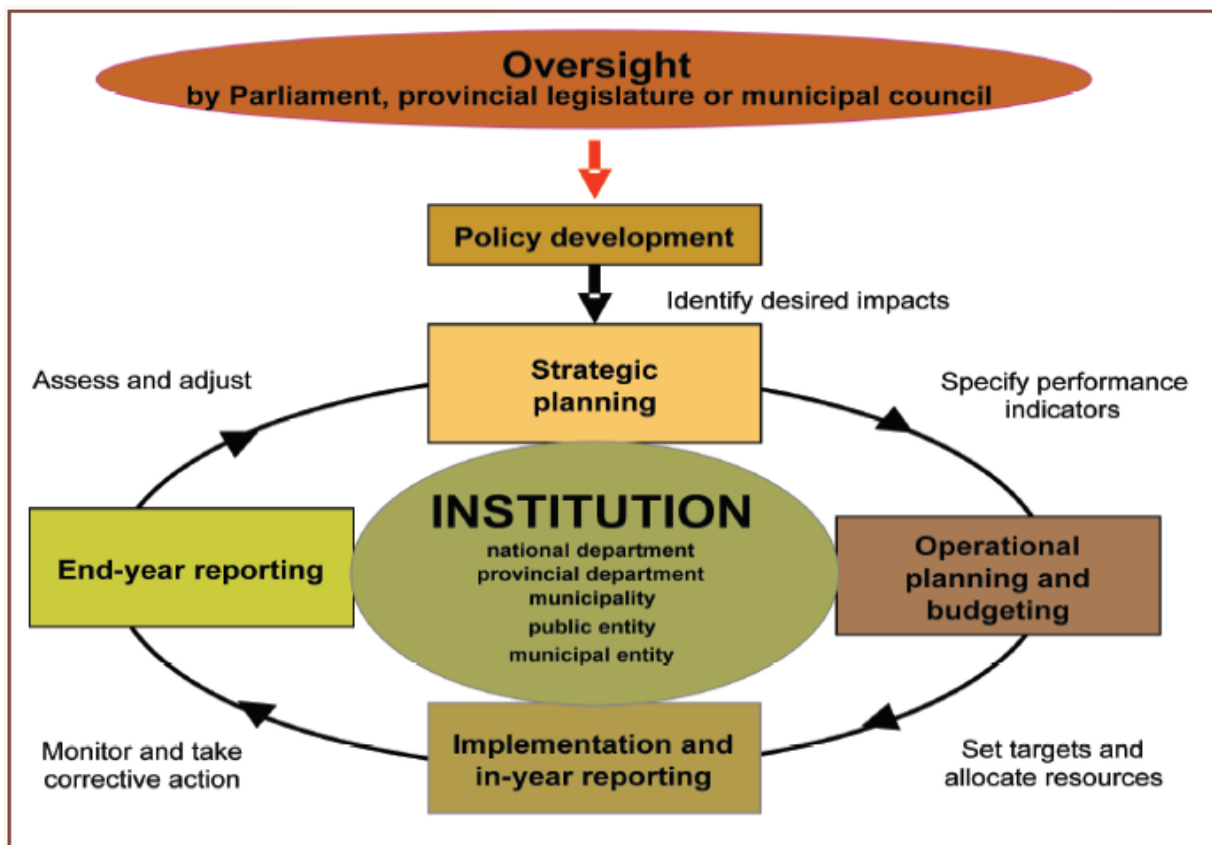 Oversight
by Parliament, provincial legislature or municipal council
Policy development
Identify desired impacts
Strategic
planning
Assess and adjust
Specify performance
indicators
INSTITUTION
national department
provincial department
municipality
public entity
municipal entity
End-year reporting
Operational
planning and
budgeting
Implementation and
in-year reporting
Monitor and take
corrective action
Set targets and
allocate resources